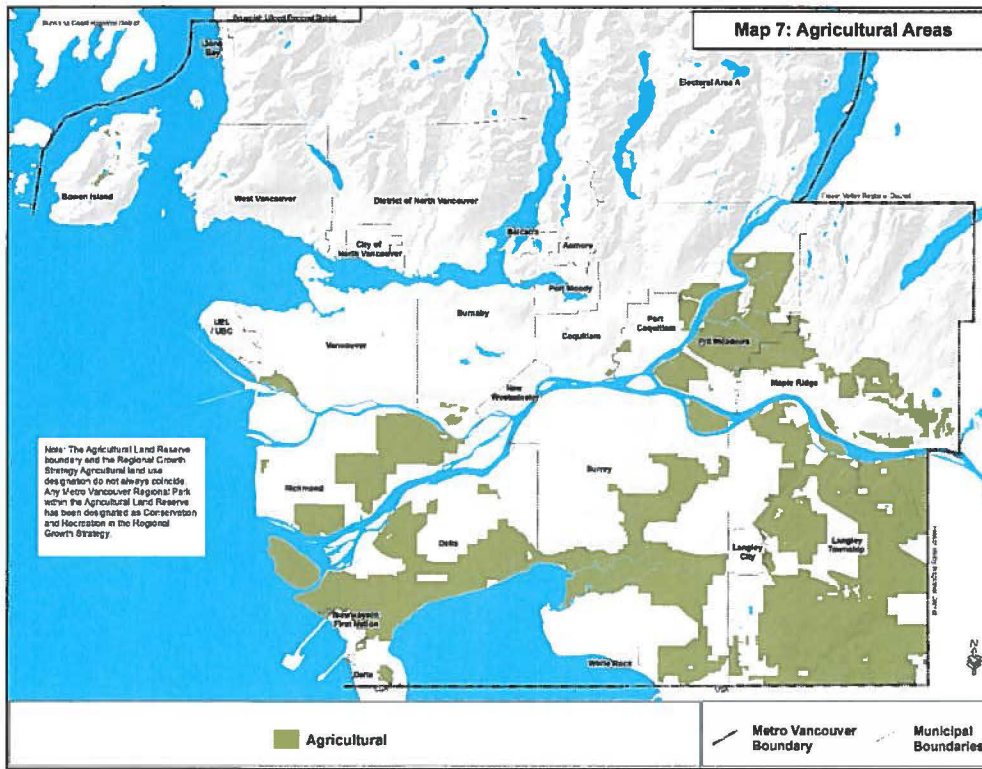 Map 7: Agricultural Areas
Electoral Area A
Bowen Island
West Vancouver
District of North Vancouver
City of
North Vancouver
Belcarra
Anmore
Port Moody
UEL
/ UBC
Vancouver
Burnaby
Coquitlam
Port
Coquitlam
Pitt Meadows
Maple Ridge
New
Westminster
Note: The Agricultural Land Reserve
boundary and the Regional Growth
Strategy Agricultural land use
designation do not always coincide.
Any Metro Vancouver Regional Park
within the Agricultural Land Reserve
has been designated as Conservation
and Recreation in the Regional
Growth Strategy.
Richmond
Surrey
Delta
Langley
City
Langley
Township
Tsawwassen
First Nation
White Rock
Delta
USA
Agricultural
Metro Vancouver
Boundary
Municipal
Boundaries